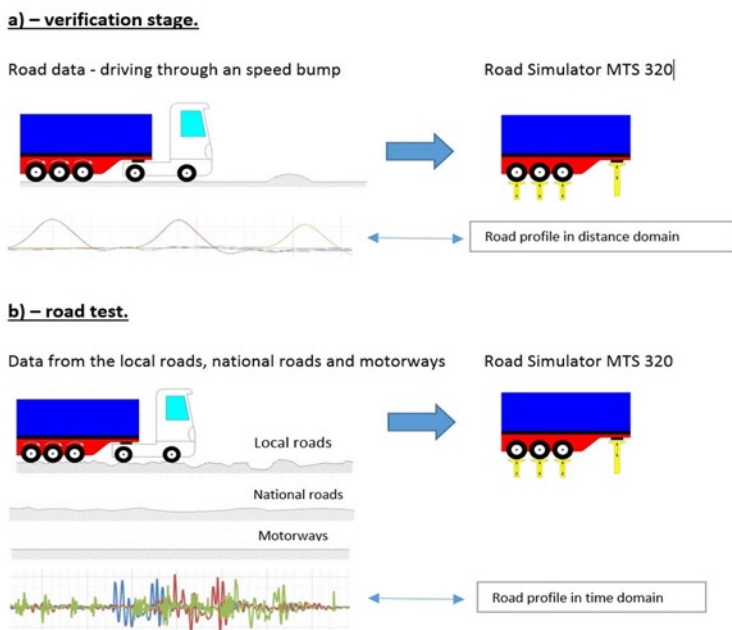 a) – verification stage.
Road data - driving through an speed bump
Road Simulator MTS 320
Road profile in distance domain
b) – road test.
Data from the local roads, national roads and motorways
Road Simulator MTS 320
Local roads
National roads
Motorways
Road profile in time domain